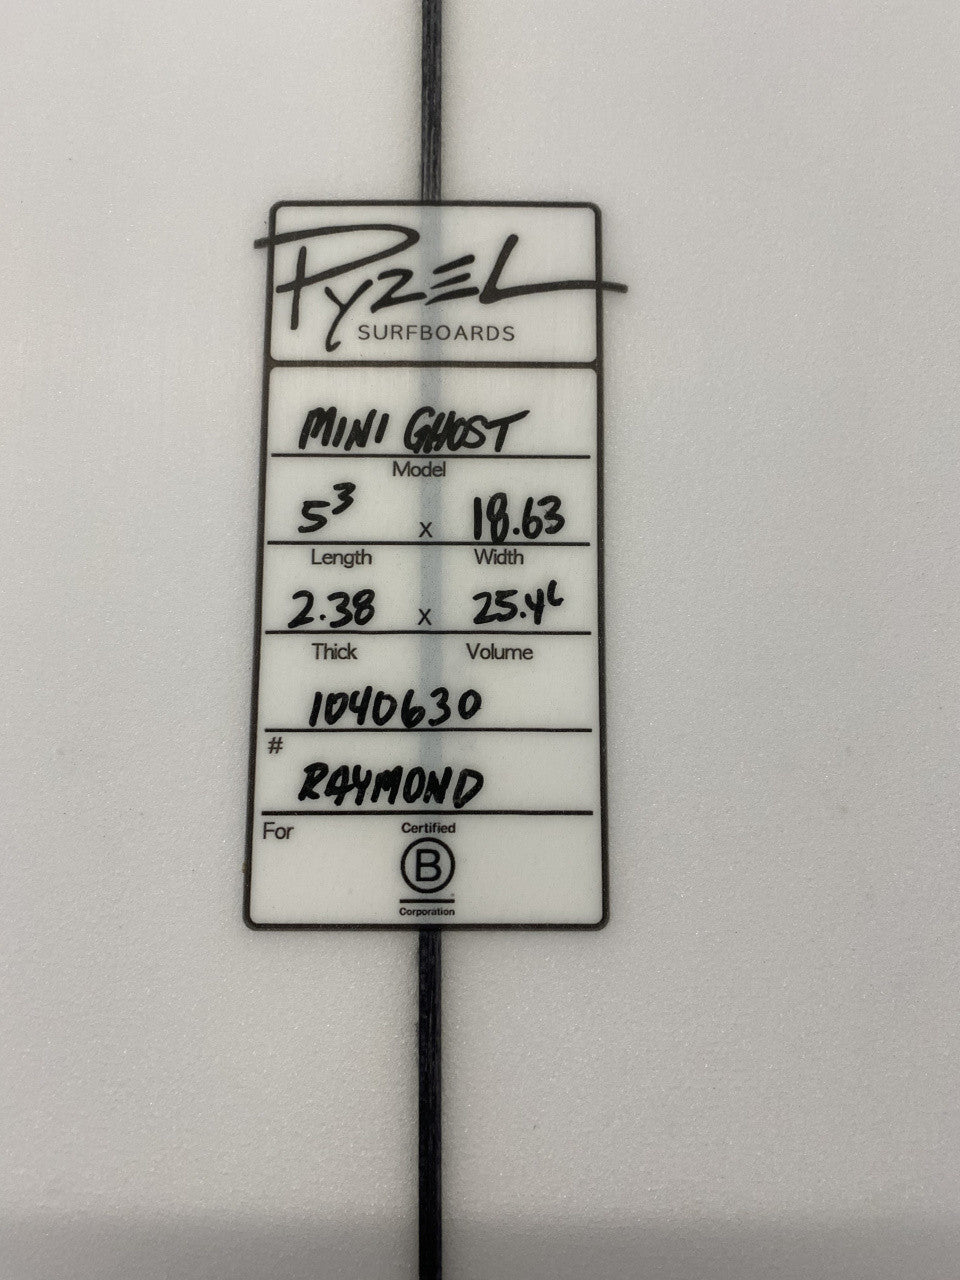 PYZEL
SURFBOARDS
MINI GHOST
Model
5³ x 18.63
Length Width
2.38 x 25.4L
Thick Volume
1040630
#
RAYMOND
For
Certified
B
Corporation